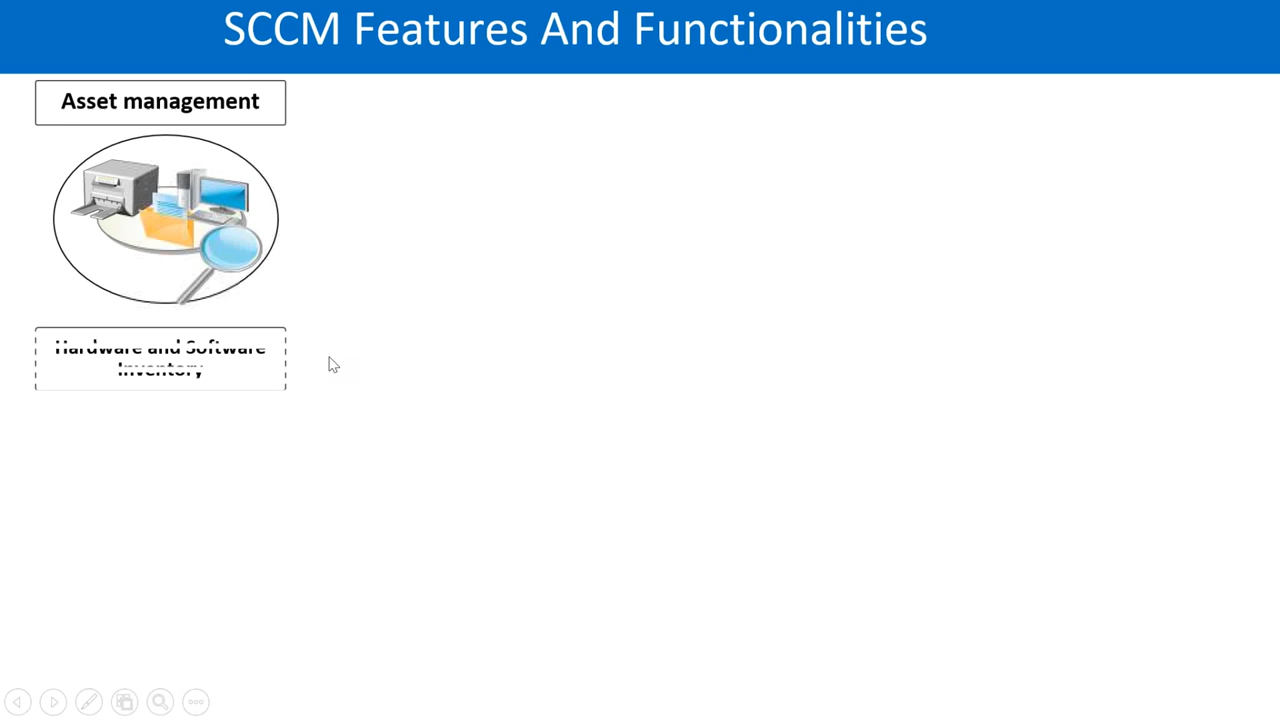 SCCM Features And Functionalities
Asset management
Hardware and Software
Inventory